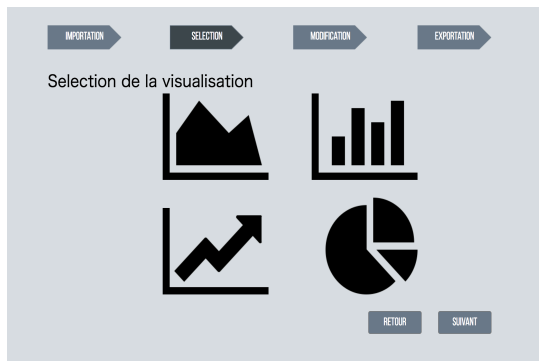 IMPORTATION
SELECTION
MODIFICATION
EXPORTATION
Selection de la visualisation
RETOUR
SUIVANT